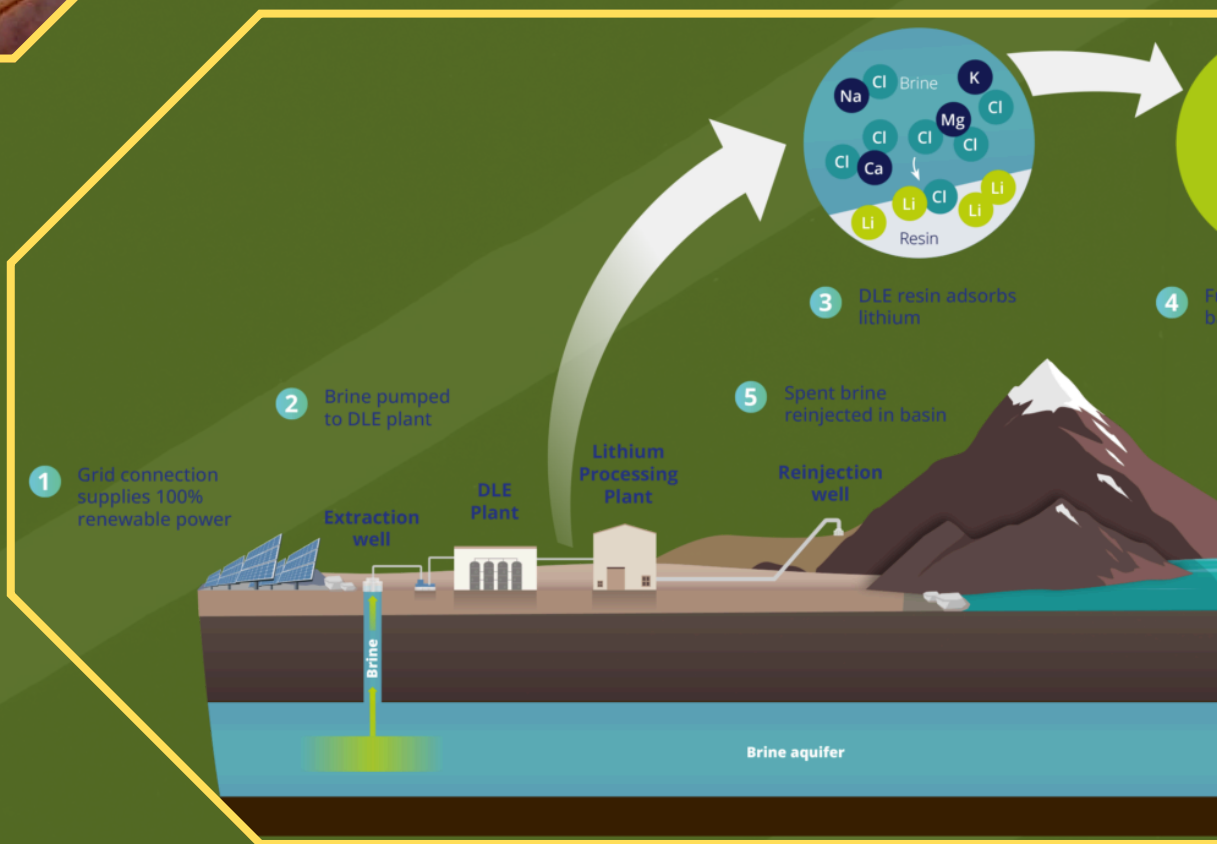 Na
Cl
Brine
K
Cl
Mg
Cl
Cl
Cl
Cl
Ca
Li
Cl
Li
Li
Li
Resin
3
DLE resin adsorbs
lithium
4
5
Spent brine
reinjected in basin
2
Brine pumped
to DLE plant
1
Grid connection
supplies 100%
renewable power
Extraction
well
DLE
Plant
Lithium
Processing
Plant
Reinjection
well
Brine
Brine aquifer